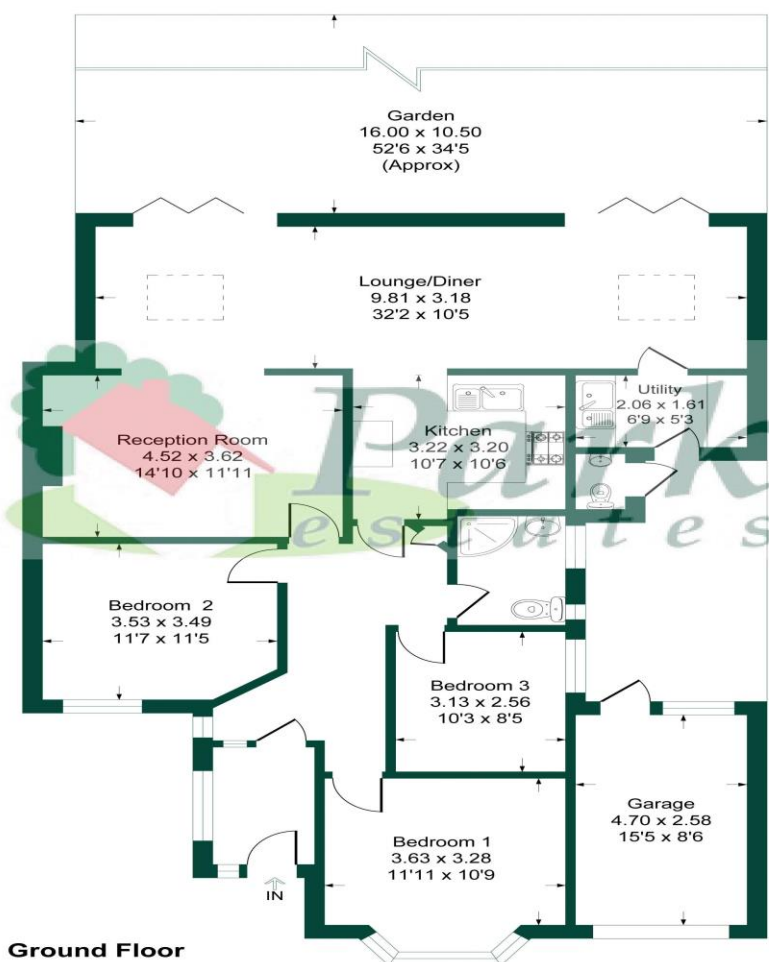 Garden
16.00 x 10.50
52'6 x 34'5
(Approx)
Lounge/Diner
9.81 x 3.18
32'2 x 10'5
Utility
2.06 x 1.61
6'9 x 5'3
Reception Room
4.52 x 3.62
14'10 x 11'11
Kitchen
3.22 x 3.20
10'7 x 10'6
Park
estates
Bedroom 2
3.53 x 3.49
11'7 x 11'5
Bedroom 3
3.13 x 2.56
10'3 x 8'5
Garage
4.70 x 2.58
15'5 x 8'6
Bedroom 1
3.63 x 3.28
11'11 x 10'9
IN
Ground Floor